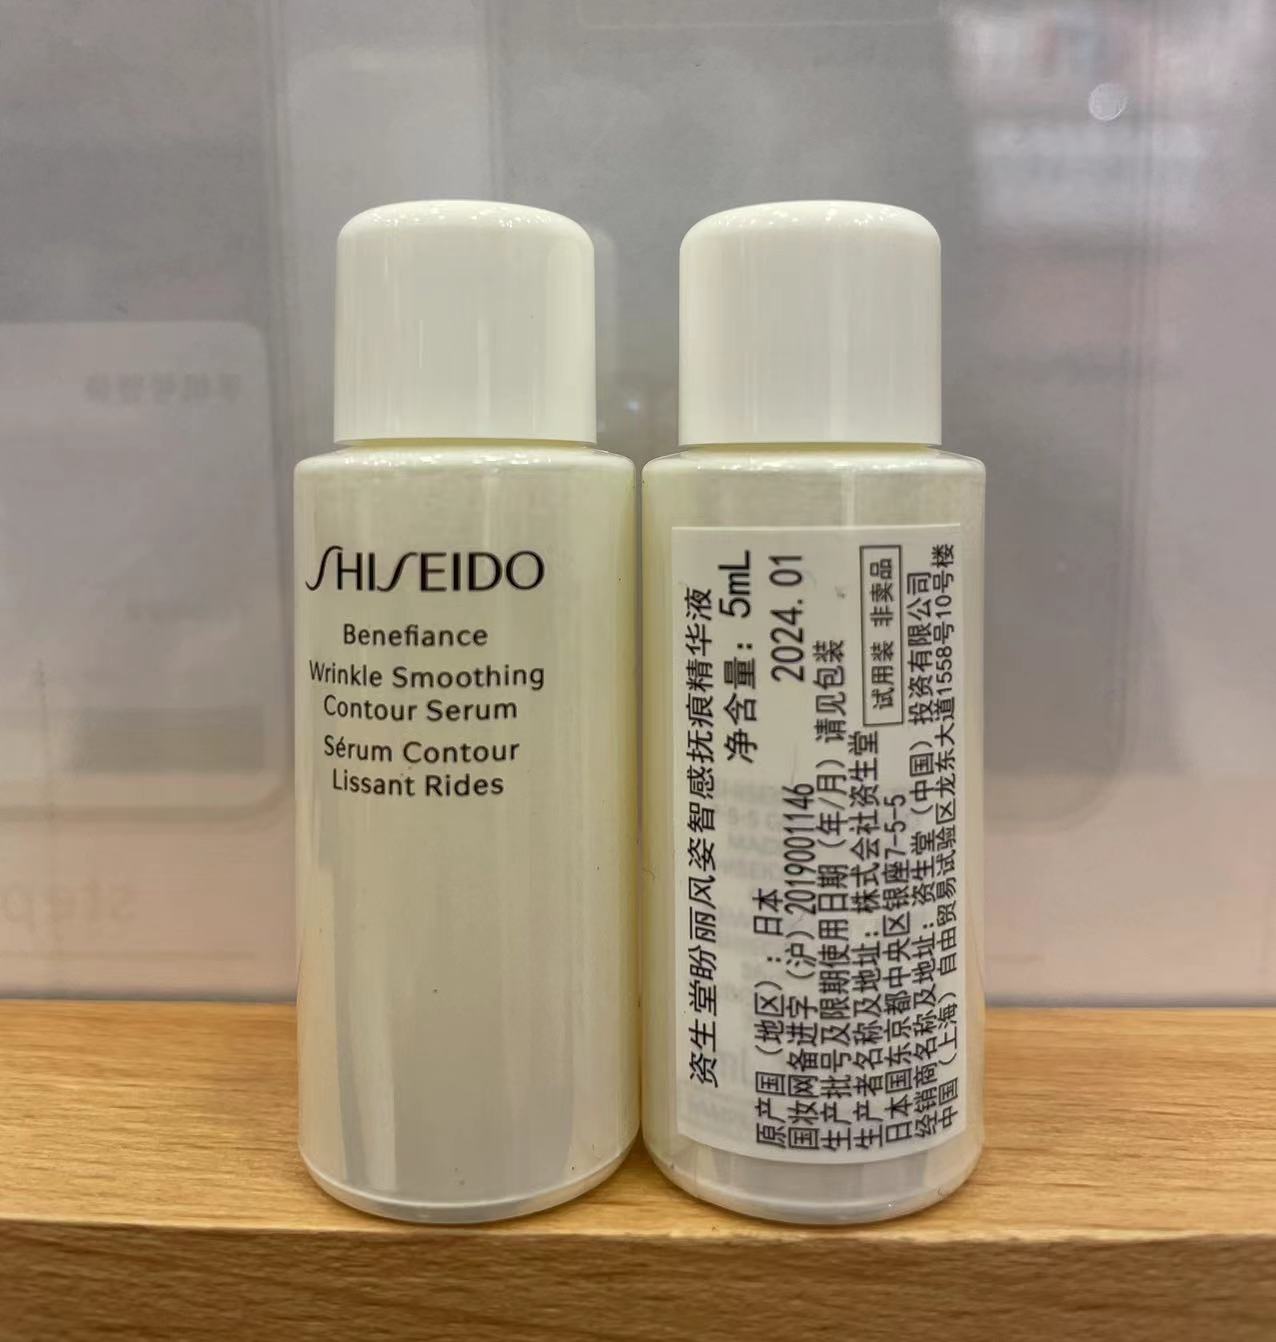 SHISEIDO
Benefiance
Wrinkle Smoothing
Contour Serum
Sérum Contour
Lissant Rides
资生堂盼丽风姿智感抚痕精华液
净含量：5mL
原产国（地区）：日本
2024.01
国妆网备进字（沪）2019001146
生产批号及限期使用日期（年/月）请见包装
生产者名称及地址：株式会社资生堂
试用装 非卖品
日本国东京都中央区银座7-5-5
经销商名称及地址：资生堂（中国）投资有限公司
中国（上海）自由贸易试验区龙东大道1558号10号楼